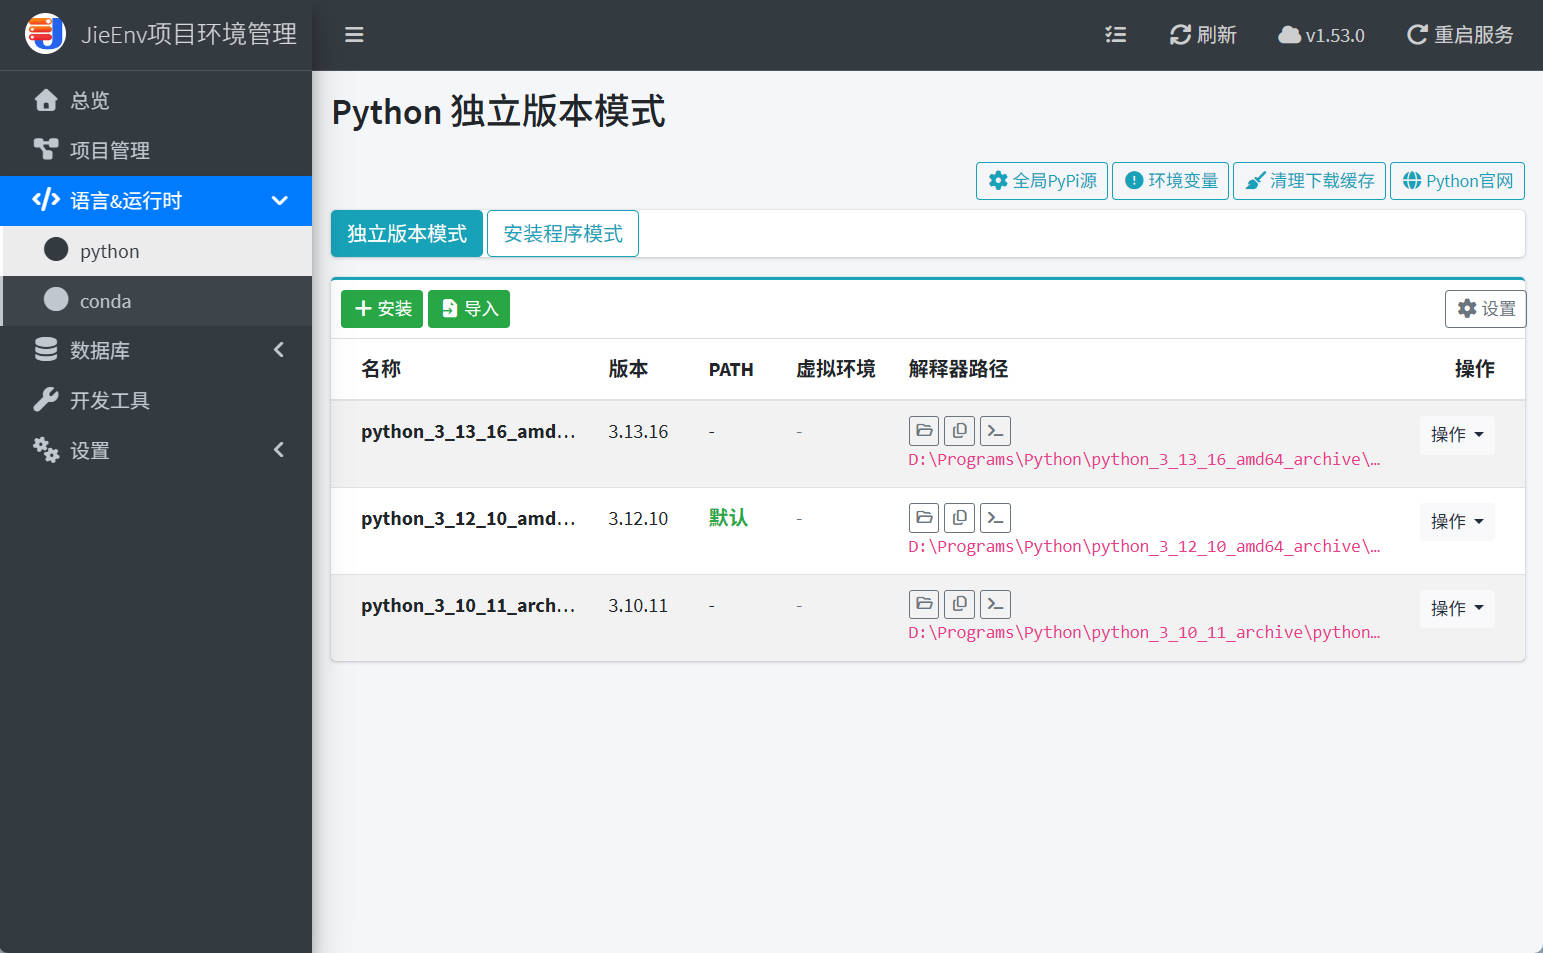 JieEnv项目环境管理
刷新
v1.53.0
重启服务
总览
项目管理
语言&运行时
python
conda
数据库
开发工具
设置
Python 独立版本模式
全局PyPi源
环境变量
清理下载缓存
Python官网
独立版本模式
安装程序模式
安装
导入
设置
名称 版本 PATH 虚拟环境 解释器路径 操作
python_3_13_16_amd... 3.13.16 - - 操作
D:\Programs\Python\python_3_13_16_amd64_archive\...
python_3_12_10_amd... 3.12.10 默认 - 操作
D:\Programs\Python\python_3_12_10_amd64_archive\...
python_3_10_11_arch... 3.10.11 - - 操作
D:\Programs\Python\python_3_10_11_archive\python...